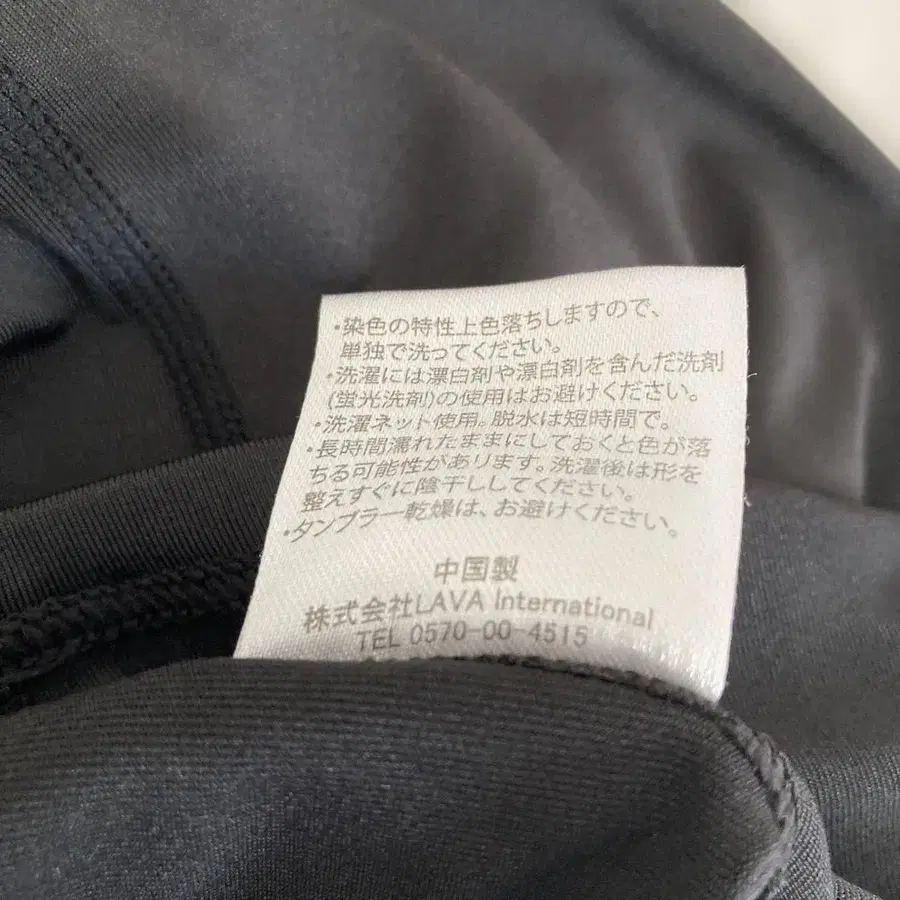 ・染色の特性上色落ちしますので、
単独で洗ってください。
・洗濯には漂白剤や漂白剤を含んだ洗剤
(蛍光洗剤)の使用はお避けください。
・洗濯ネット使用。脱水は短時間で。
・長時間濡れたままにしておくと色が落
ちる可能性があります。洗濯後は形を
整えすぐに陰干ししてください。
・タンブラー乾燥は、お避けください。
中国製
株式会社LAVA International
TEL 0570-00-4515